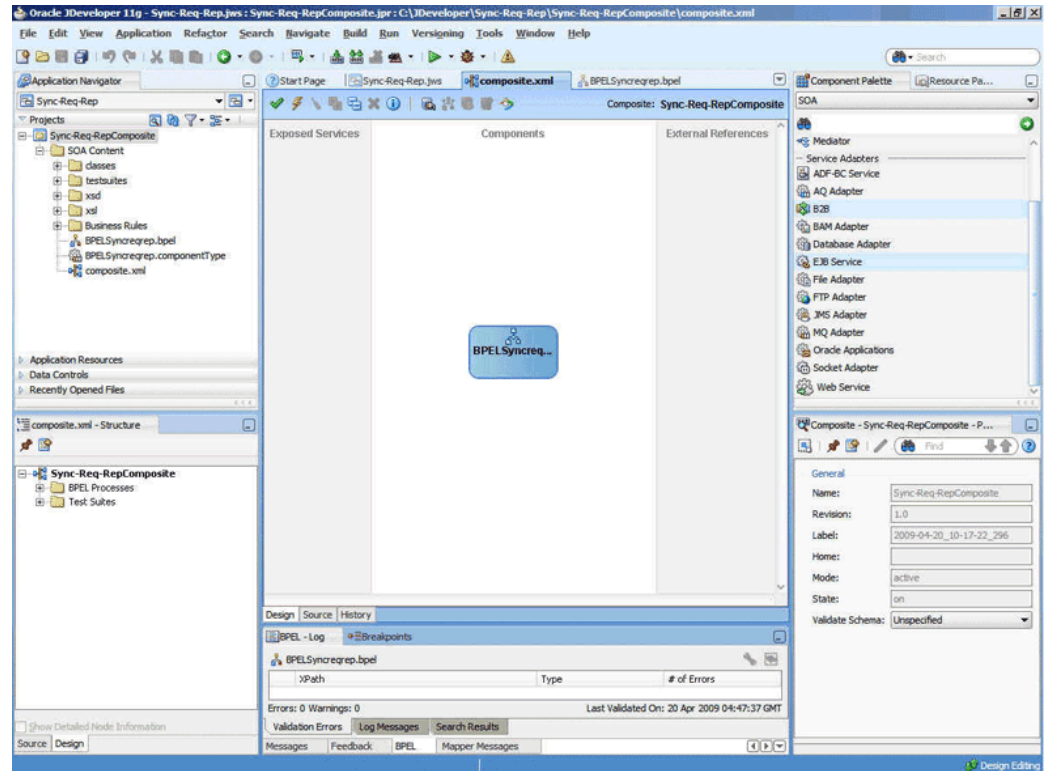 Oracle JDeveloper 11g - Sync-Req-Rep.jws : Sync-Req-RepComposite.jpr : C:\JDeveloper\Sync-Req-Rep\Sync-Req-RepComposite\composite.xml
File Edit View Application Refactor Search Navigate Build Run Versioning Tools Window Help
Search
Application Navigator
Sync-Req-Rep
Projects
Sync-Req-RepComposite
SOA Content
classes
testsuites
xsd
xsl
Business Rules
BPELSyncreqrep.bpel
BPELSyncreqrep.componentType
composite.xml
Application Resources
Data Controls
Recently Opened Files
composite.xml - Structure
Sync-Req-RepComposite
BPEL Processes
Test Suites
Show Detailed Node Information
Source Design
Start Page Sync-Req-Rep.jws composite.xml BPELSyncreqrep.bpel
Composite: Sync-Req-RepComposite
Exposed Services Components External References
BPELSyncreq...
Design Source History
BPEL - Log Breakpoints
BPELSyncreqrep.bpel
XPath Type # of Errors
Errors: 0 Warnings: 0 Last Validated On: 20 Apr 2009 04:47:37 GMT
Validation Errors Log Messages Search Results
Messages Feedback BPEL Mapper Messages
Component Palette Resource Pa...
SOA
Mediator
Service Adapters
ADF-BC Service
AQ Adapter
B2B
BAM Adapter
Database Adapter
EJB Service
File Adapter
FTP Adapter
JMS Adapter
MQ Adapter
Oracle Applications
Socket Adapter
Web Service
Composite - Sync-Req-RepComposite - P...
Find
General
Name: Sync-Req-RepComposite
Revision: 1.0
Label: 2009-04-20_10-17-22_296
Home:
Mode: active
State: on
Validate Schema: Unspecified
Design Editing